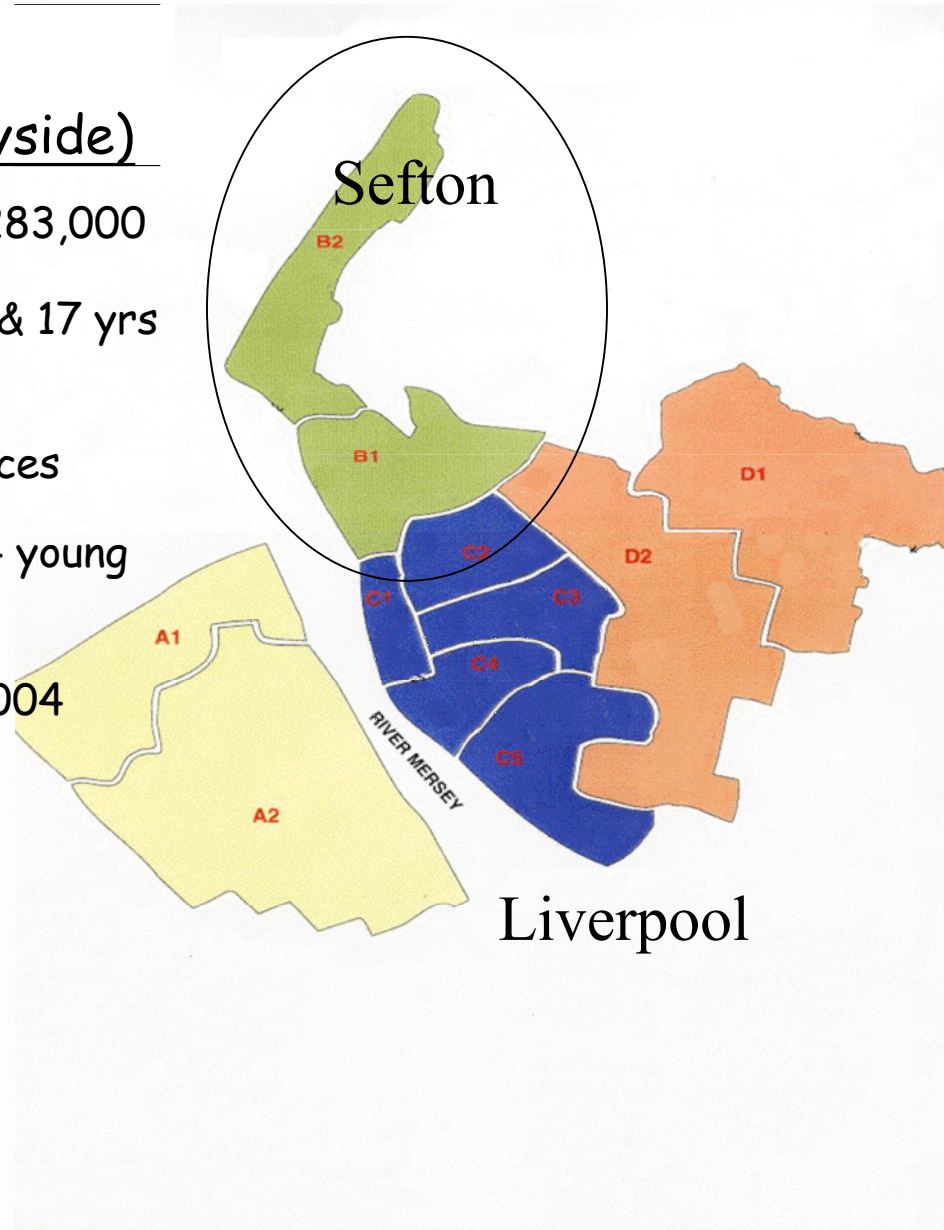 yside)
283,000
& 17 yrs
ces
young
004
Sefton
B2
B1
D1
D2
C2
C1
C3
A1
C4
RIVER MERSEY
C5
A2
Liverpool